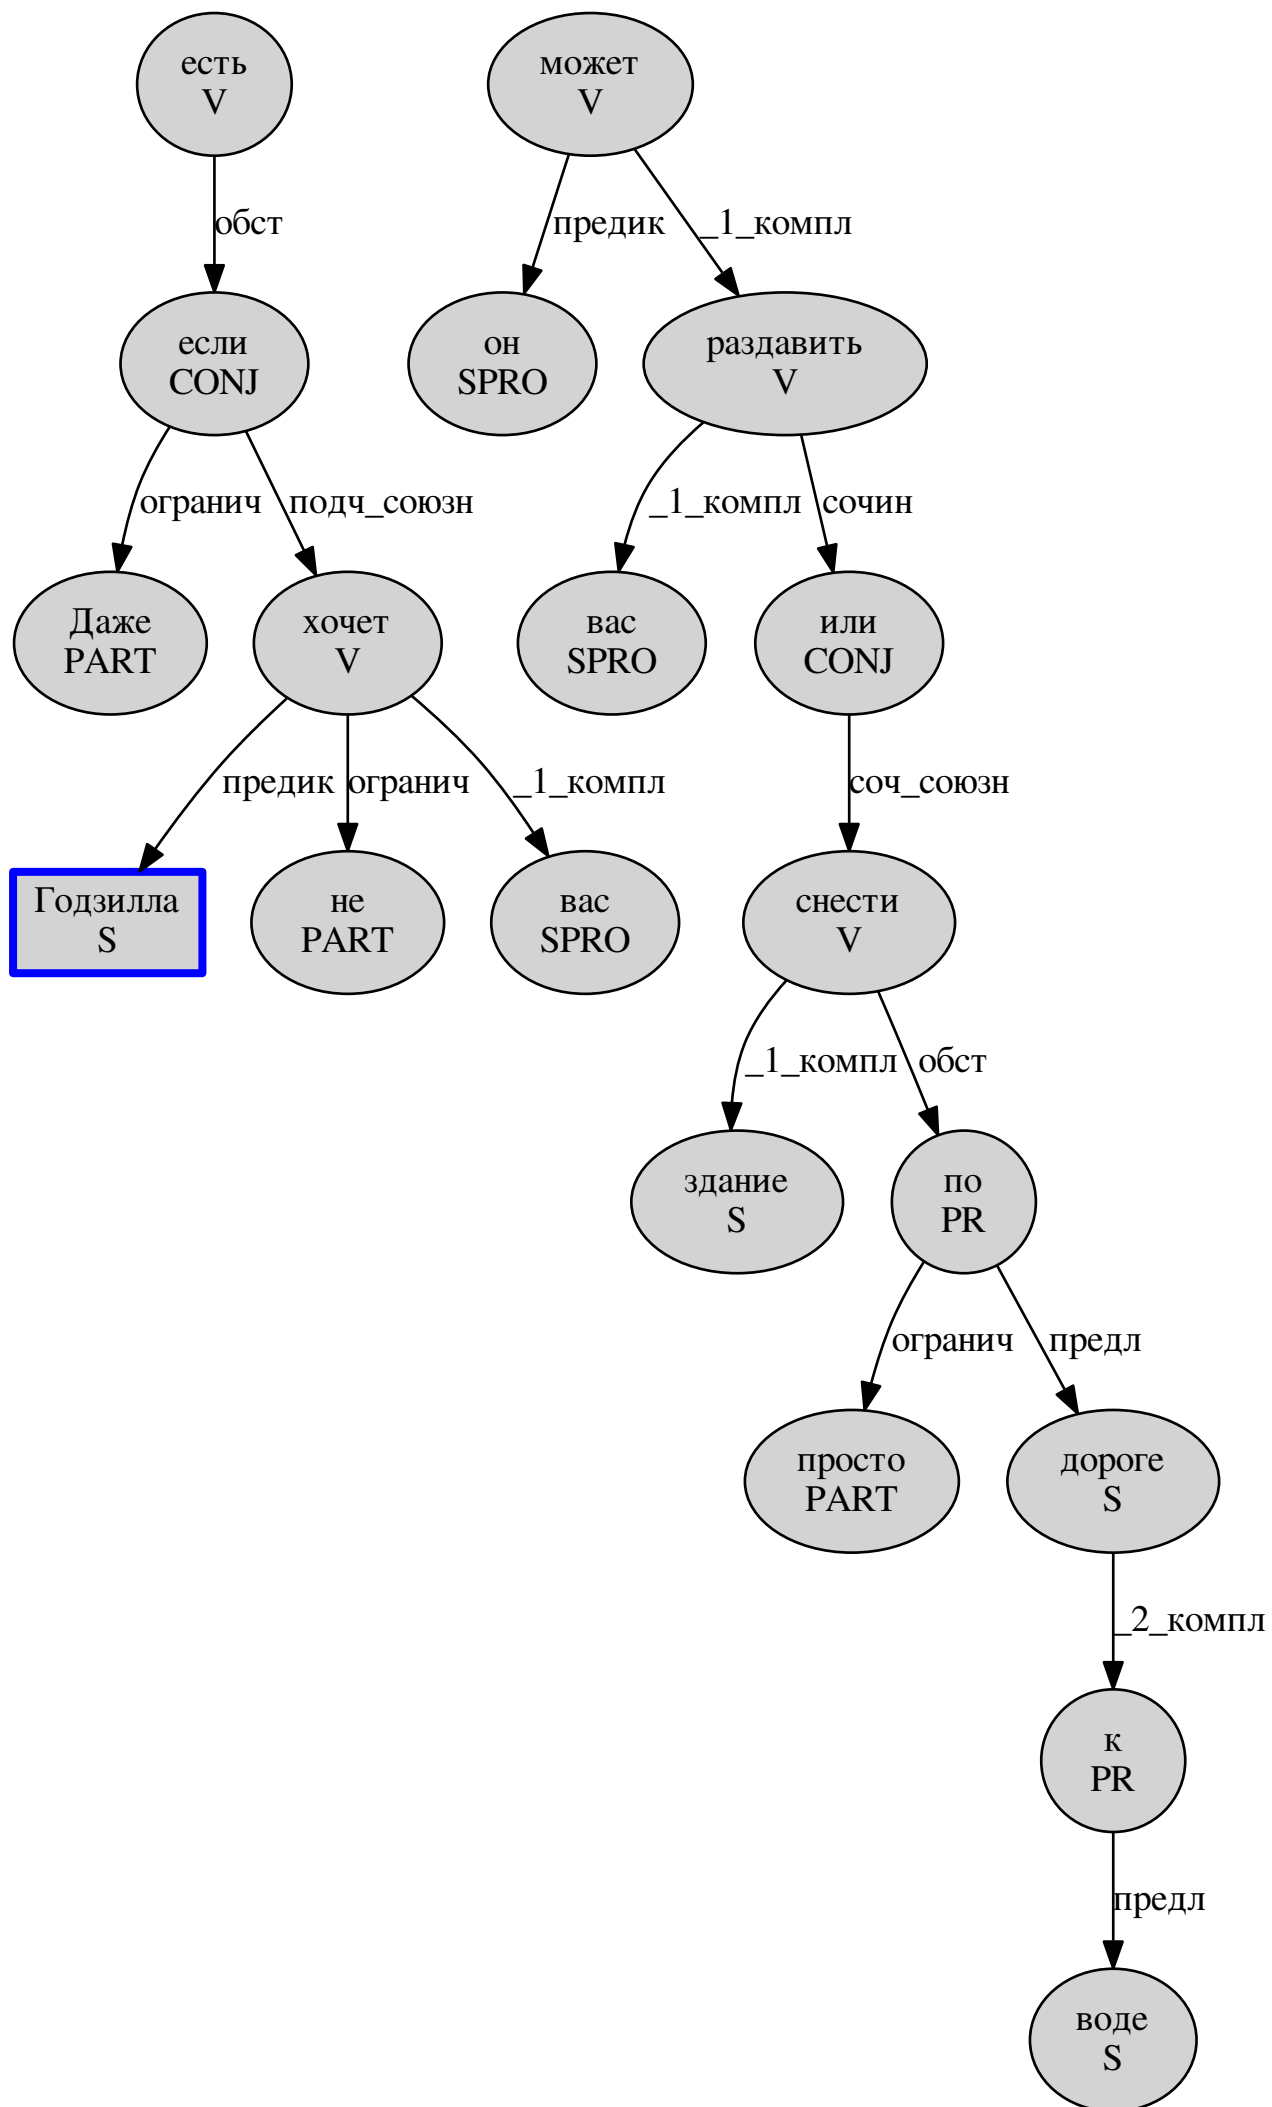 есть
V
может
V
обст
предик
_1_компл
если
CONJ
он
SPRO
раздавить
V
огранич
подч_союзн
_1_компл
сочин
Даже
PART
хочет
V
вас
SPRO
или
CONJ
предик
огранич
_1_компл
соч_союзн
Годзилла
S
не
PART
вас
SPRO
снести
V
_1_компл
обст
здание
S
по
PR
огранич
предл
просто
PART
дороге
S
_2_компл
к
PR
предл
воде
S